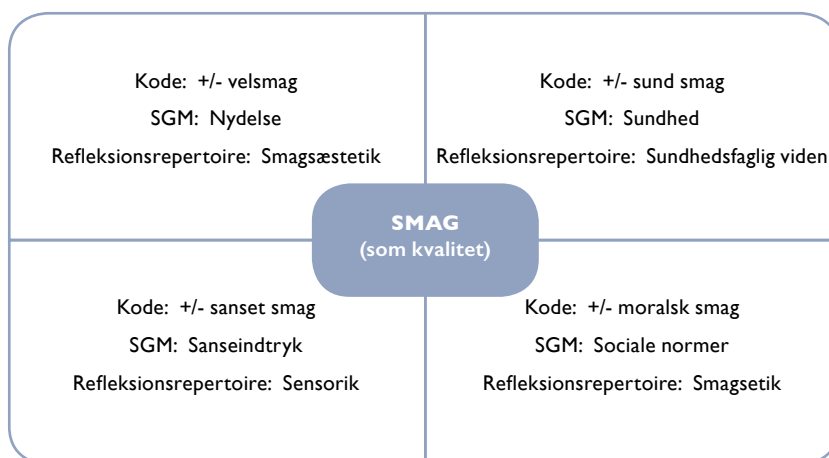 Kode: +/- velsmag
SGM: Nydelse
Refleksionsrepertoire: Smagsæstetik
Kode: +/- sund smag
SGM: Sundhed
Refleksionsrepertoire: Sundhedsfaglig viden
SMAG
(som kvalitet)
Kode: +/- sanset smag
SGM: Sanseindtryk
Refleksionsrepertoire: Sensorik
Kode: +/- moralsk smag
SGM: Sociale normer
Refleksionsrepertoire: Smagsetik